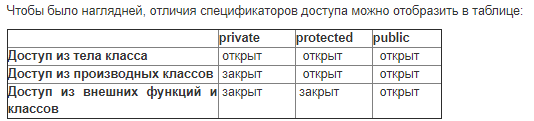 Чтобы было наглядней, отличия спецификаторов доступа можно отобразить в таблице:
private protected public
Доступ из тела класса открыт открыт открыт
Доступ из производных классов закрыт открыт открыт
Доступ из внешних функций и закрыт закрыт открыт
классов